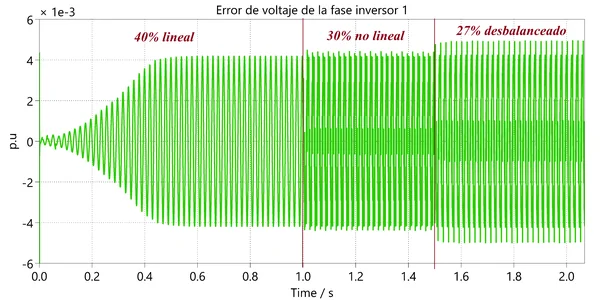 Error de voltaje de la fase inversor 1
× 1e-3
40% lineal
30% no lineal
27% desbalanceado
6
4
2
0
-2
-4
-6
p.u
0.0 0.2 0.4 0.6 0.8 1.0 1.2 1.4 1.6 1.8 2.0
Time / s